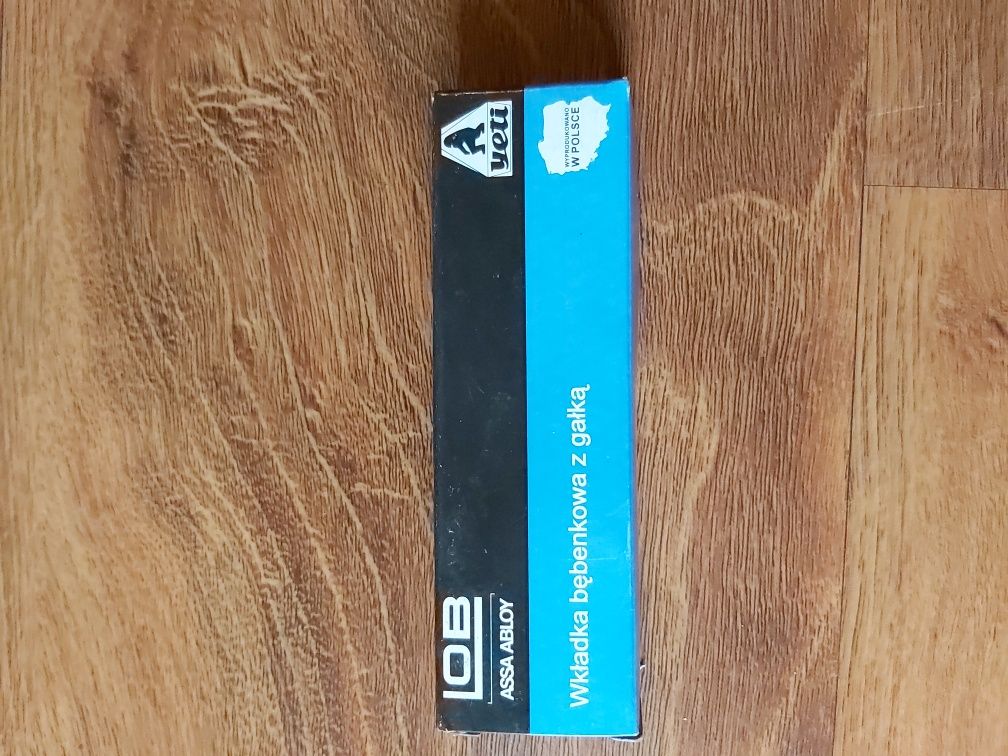 LOB
ASSA ABLOY
yeti
Wkładka bębenkowa z gałką
WYPRODUKOWANO
W POLSCE